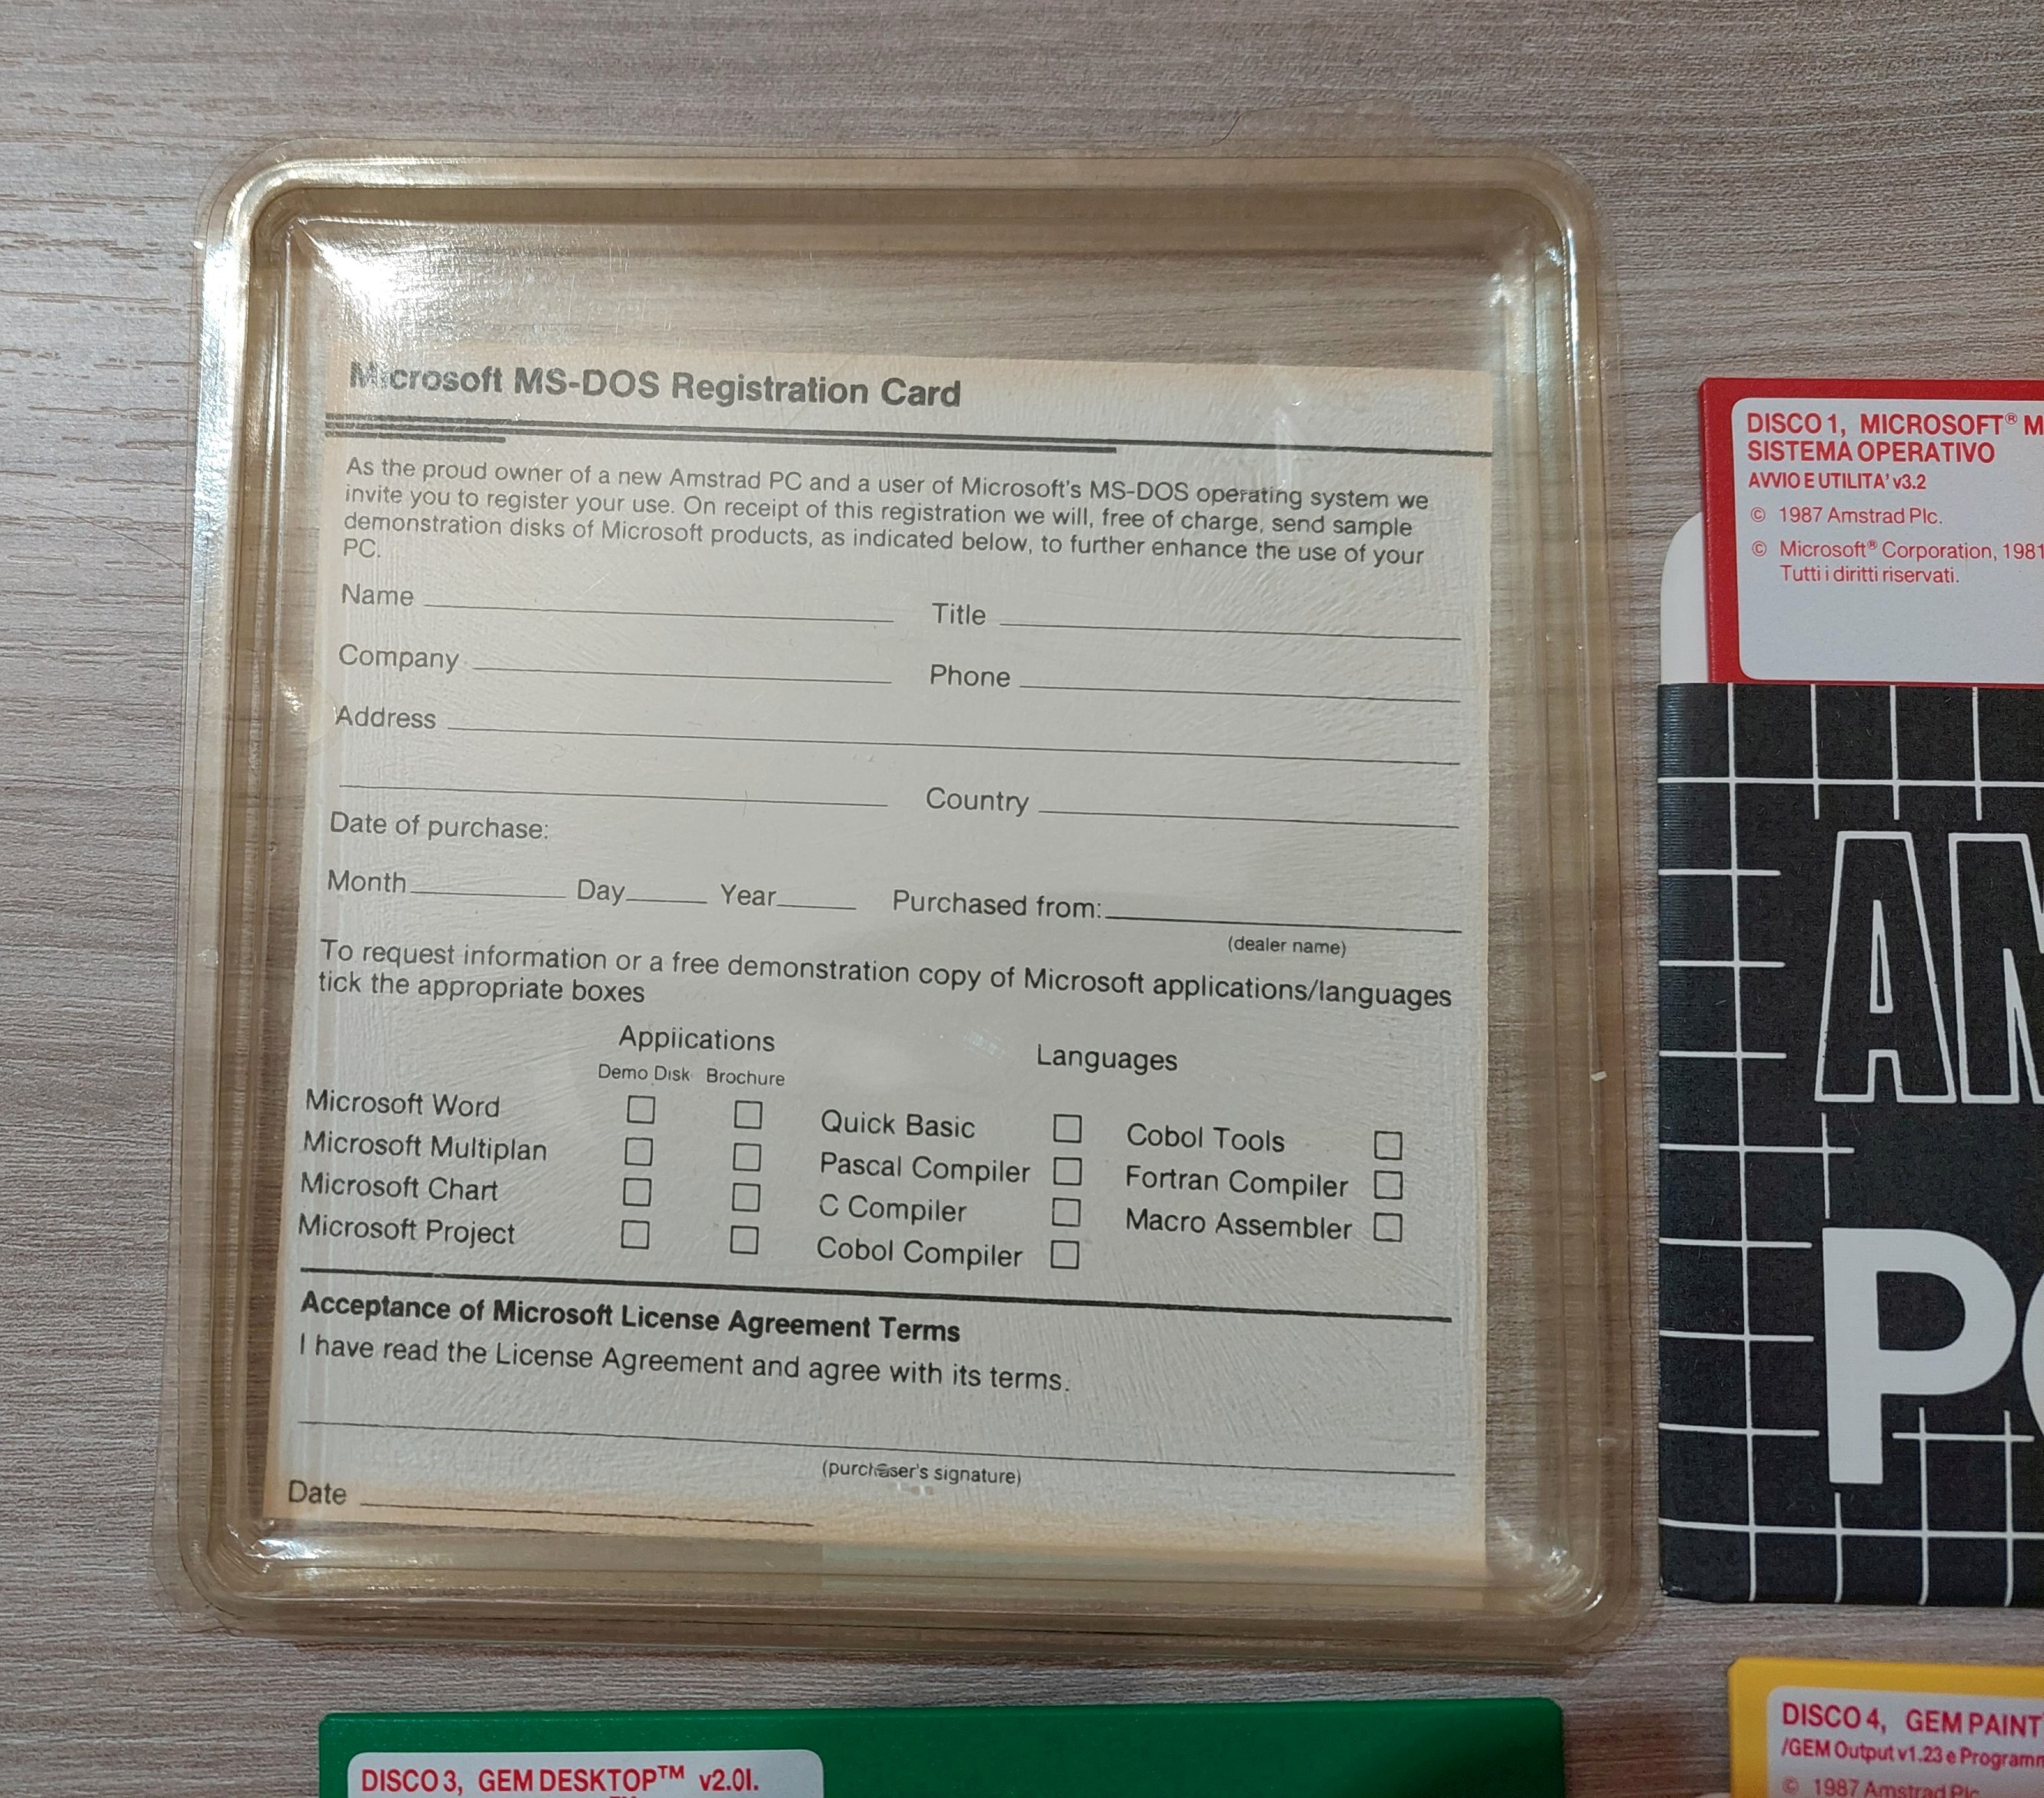 Microsoft MS-DOS Registration Card
As the proud owner of a new Amstrad PC and a user of Microsoft's MS-DOS operating system we
invite you to register your use. On receipt of this registration we will, free of charge, send sample
demonstration disks of Microsoft products, as indicated below, to further enhance the use of your
PC.
Name Title
Company Phone
Address
Country
Date of purchase:
Month Day Year Purchased from:
(dealer name)
To request information or a free demonstration copy of Microsoft applications/languages
tick the appropriate boxes
Applications Languages
Demo Disk Brochure
Microsoft Word Quick Basic Cobol Tools
Microsoft Multiplan Pascal Compiler Fortran Compiler
Microsoft Chart C Compiler Macro Assembler
Microsoft Project Cobol Compiler
Acceptance of Microsoft License Agreement Terms
I have read the License Agreement and agree with its terms.
(purchaser's signature)
Date
DISCO 1, MICROSOFT® M
SISTEMA OPERATIVO
AVVIO E UTILITA' v3.2
© 1987 Amstrad Plc.
© Microsoft® Corporation, 1981
Tutti i diritti riservati.
AM
PC
DISCO 3, GEM DESKTOP™ v2.0I.
DISCO 4, GEM PAINT
/GEM Output v1.23 e Programm
© 1987 Amstrad Plc